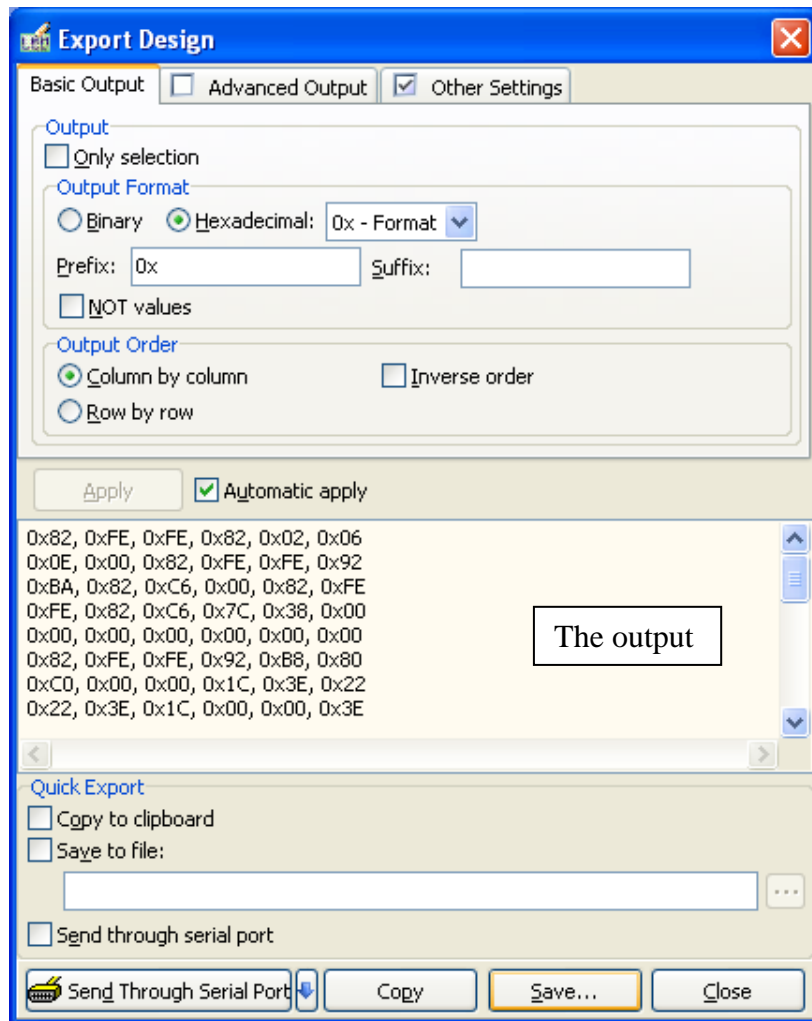 Export Design
Basic Output Advanced Output Other Settings
Output
Only selection
Output Format
Binary Hexadecimal: 0x - Format
Prefix: 0x Suffix:
NOT values
Output Order
Column by column Inverse order
Row by row
Apply Automatic apply
0x82, 0xFE, 0xFE, 0x82, 0x02, 0x06
0x0E, 0x00, 0x82, 0xFE, 0xFE, 0x92
0xBA, 0x82, 0xC6, 0x00, 0x82, 0xFE
0xFE, 0x82, 0xC6, 0x7C, 0x38, 0x00
0x00, 0x00, 0x00, 0x00, 0x00, 0x00
0x82, 0xFE, 0xFE, 0x92, 0xB8, 0x80
0xC0, 0x00, 0x00, 0x1C, 0x3E, 0x22
0x22, 0x3E, 0x1C, 0x00, 0x00, 0x3E
The output
Quick Export
Copy to clipboard
Save to file:
Send through serial port
Send Through Serial Port Copy Save... Close